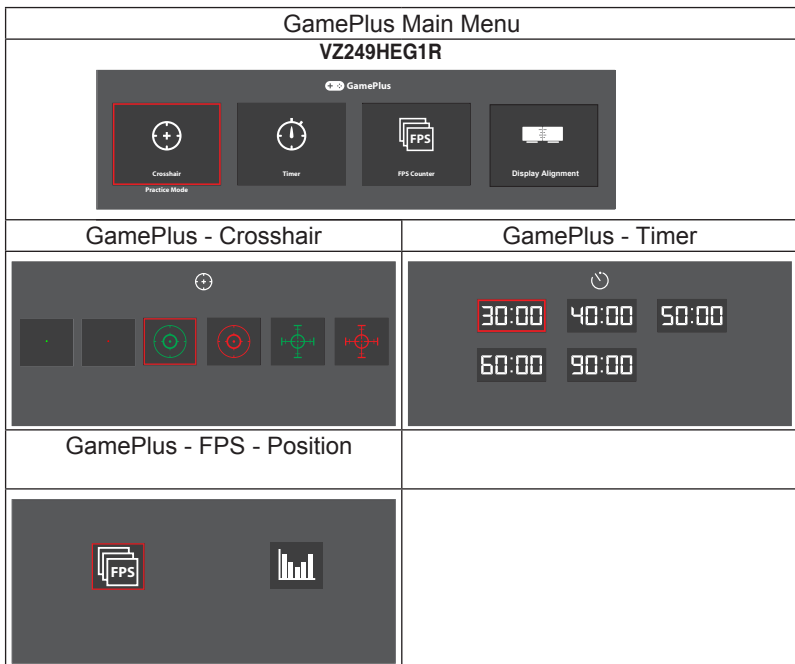 GamePlus Main Menu
VZ249HEG1R
GamePlus
Crosshair
Timer
FPS
FPS Counter
Display Alignment
Practice Mode
GamePlus - Crosshair
GamePlus - Timer
30:00 40:00 50:00
60:00 90:00
GamePlus - FPS - Position
FPS